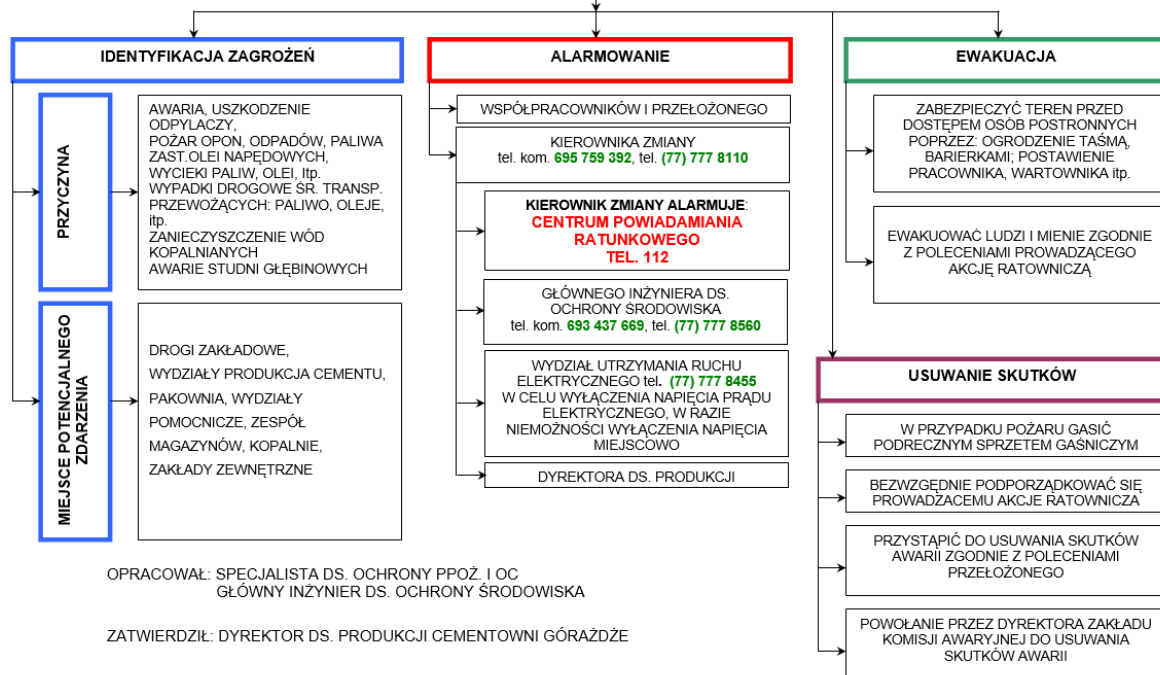 IDENTYFIKACJA ZAGROŻEŃ
PRZYCZYNA
AWARIA, USZKODZENIE
ODPYLACZY,
POŻAR OPON, ODPADÓW, PALIWA
ZAST.OLEI NAPĘDOWYCH,
WYCIEKI PALIW, OLEI, Itp.
WYPADKI DROGOWE ŚR. TRANSP.
PRZEWOŻĄCYCH: PALIWO, OLEJE,
itp.
ZANIECZYSZCZENIE WÓD
KOPALNIANYCH
AWARIE STUDNI GŁĘBINOWYCH
MIEJSCE POTENCJALNEGO
ZDARZENIA
DROGI ZAKŁADOWE,
WYDZIAŁY PRODUKCJA CEMENTU,
PAKOWNIA, WYDZIAŁY
POMOCNICZE, ZESPÓŁ
MAGAZYNÓW, KOPALNIE,
ZAKŁADY ZEWNĘTRZNE
ALARMOWANIE
WSPÓŁPRACOWNIKÓW I PRZEŁOŻONEGO
KIEROWNIKA ZMIANY
tel. kom. 695 759 392, tel. (77) 777 8110
KIEROWNIK ZMIANY ALARMUJE:
CENTRUM POWIADAMIANIA
RATUNKOWEGO
TEL. 112
GŁÓWNEGO INŻYNIERA DS.
OCHRONY ŚRODOWISKA
tel. kom. 693 437 669, tel. (77) 777 8560
WYDZIAŁ UTRZYMANIA RUCHU
ELEKTRYCZNEGO tel. (77) 777 8455
W CELU WYŁĄCZENIA NAPIĘCIA PRĄDU
ELEKTRYCZNEGO, W RAZIE
NIEMOŻNOŚCI WYŁĄCZENIA NAPIĘCIA
MIEJSCOWO
DYREKTORA DS. PRODUKCJI
EWAKUACJA
ZABEZPIECZYĆ TEREN PRZED
DOSTĘPEM OSÓB POSTRONNYCH
POPRZEZ: OGRODZENIE TAŚMĄ,
BARIERKAMI; POSTAWIENIE
PRACOWNIKA, WARTOWNIKA itp.
EWAKUOWAĆ LUDZI I MIENIE ZGODNIE
Z POLECENIAMI PROWADZĄCEGO
AKCJĘ RATOWNICZĄ
USUWANIE SKUTKÓW
W PRZYPADKU POŻARU GASIĆ
PODRECZNYM SPRZETEM GAŚNICZYM
BEZWZGĘDNIE PODPORZĄDKOWAĆ SIĘ
PROWADZACEMU AKCJE RATOWNICZA
PRZYSTĄPIĆ DO USUWANIA SKUTKÓW
AWARII ZGODNIE Z POLECENIAMI
PRZEŁOŻONEGO
POWOŁANIE PRZEZ DYREKTORA ZAKŁADU
KOMISJI AWARYJNEJ DO USUWANIA
SKUTKÓW AWARII
OPRACOWAŁ: SPECJALISTA DS. OCHRONY PPOŻ. I OC
GŁÓWNY INŻYNIER DS. OCHRONY ŚRODOWISKA
ZATWIERDZIŁ: DYREKTOR DS. PRODUKCJI CEMENTOWNI GÓRAŻDŻE